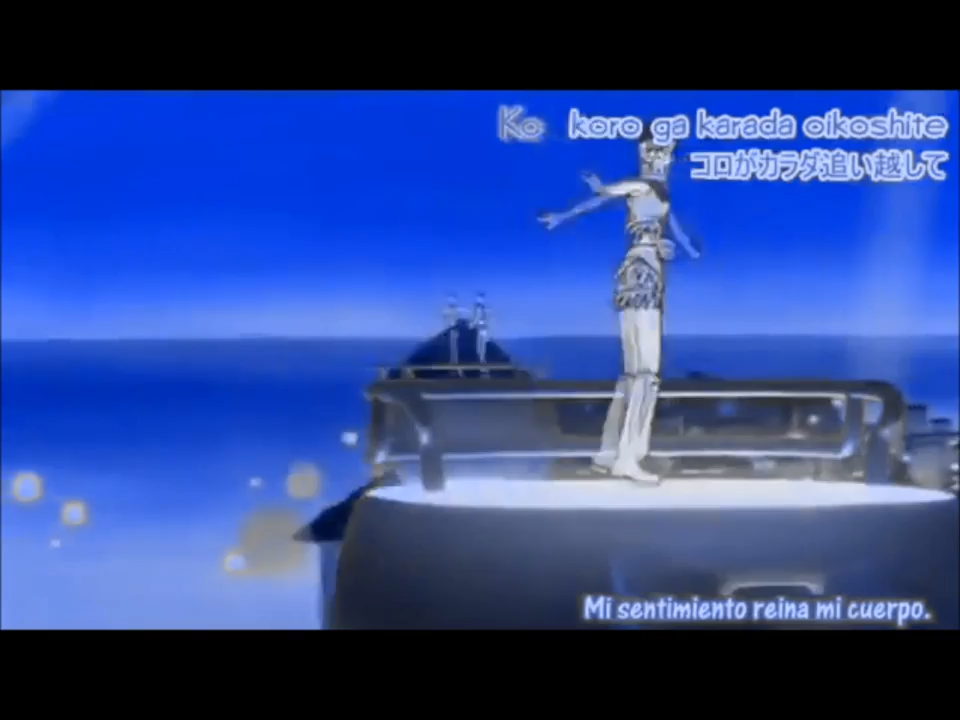 Ko koro ga karada oikoshite
コロがカラダ追い越して
Mi sentimiento reina mi cuerpo.